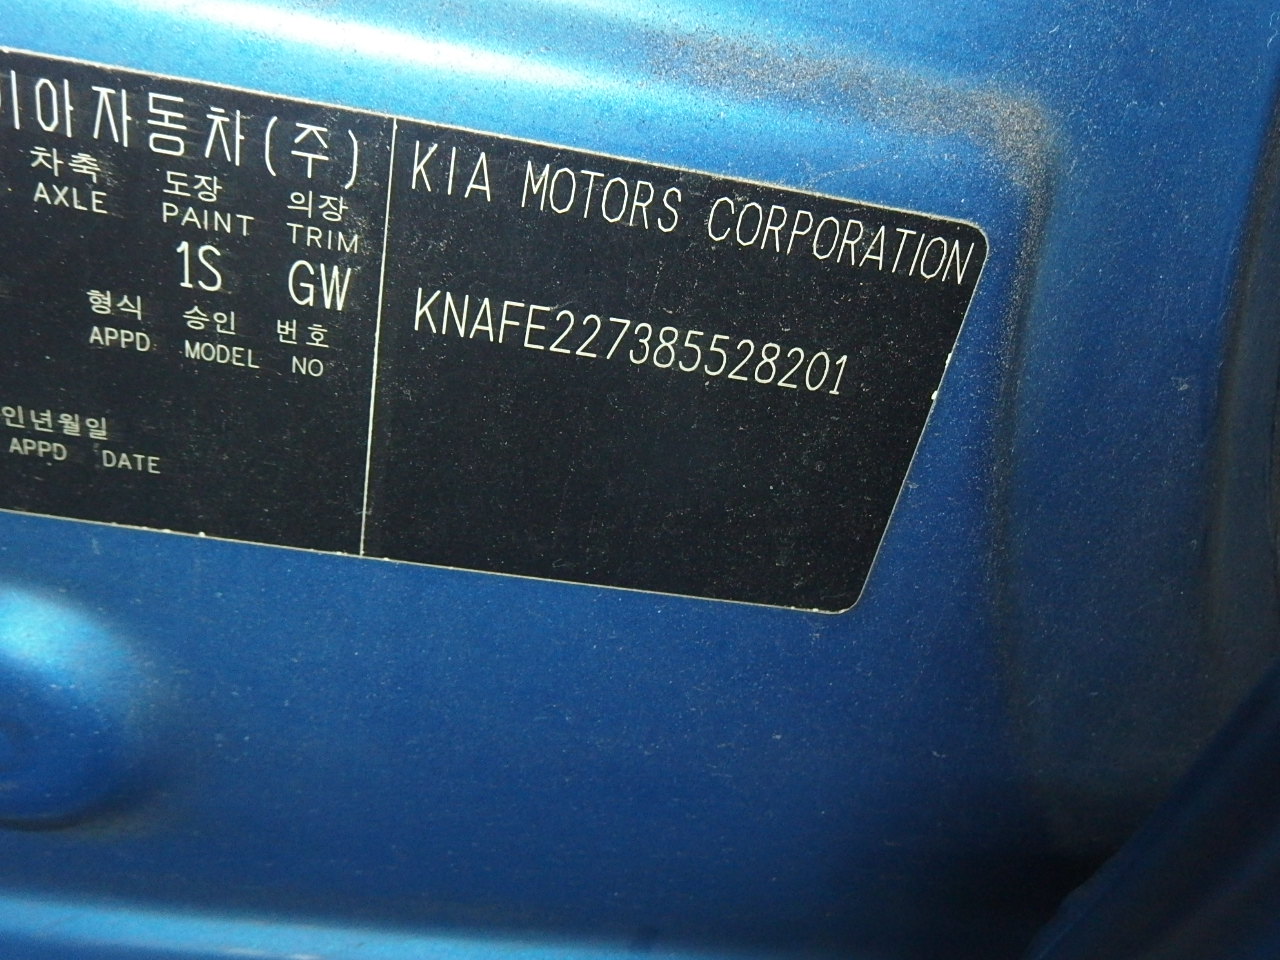 아자동차(주)
차축 도장 의장
AXLE PAINT TRIM
1S GW
형식 승인 번호
APPD MODEL NO
인년월일
APPD DATE
KIA MOTORS CORPORATION
KNAFE227385528201